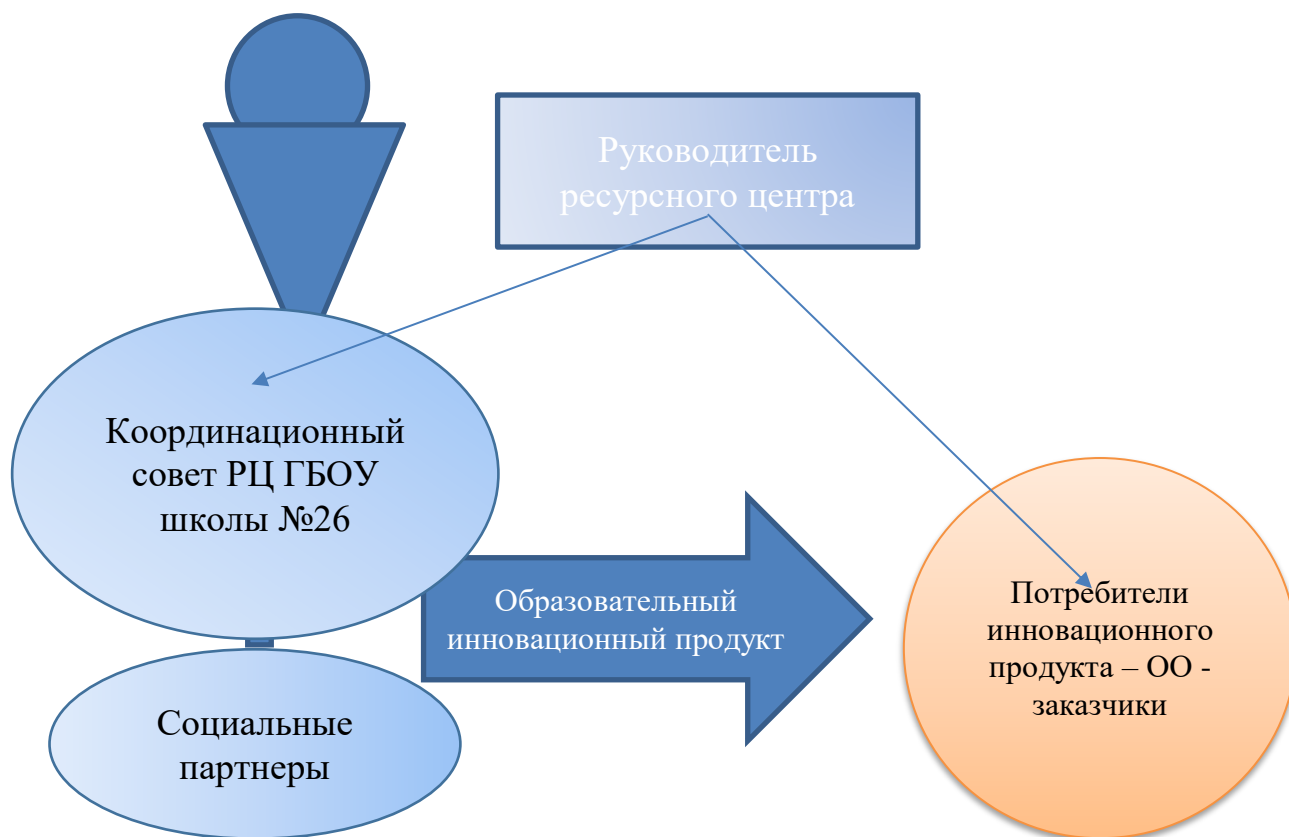 Руководитель
ресурсного центра
Координационный
совет РЦ ГБОУ
школы №26
Образовательный
инновационный продукт
Потребители
инновационного
продукта – ОО -
заказчики
Социальные
партнеры